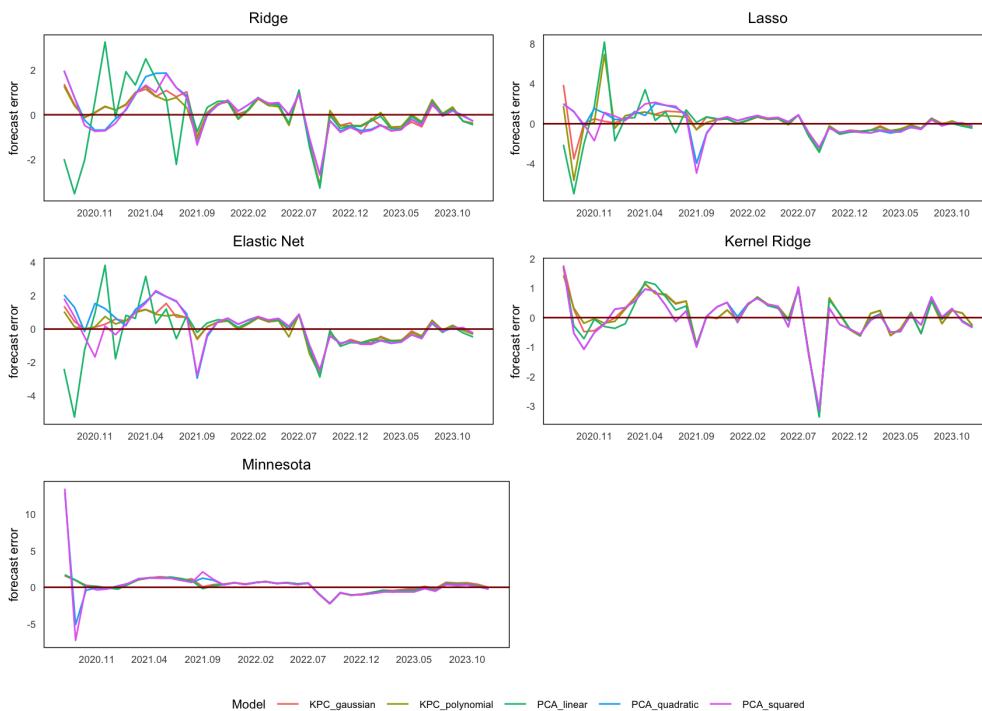 Ridge
forecast error
2
0
-2
2020.11 2021.04 2021.09 2022.02 2022.07 2022.12 2023.05 2023.10
Lasso
forecast error
8
4
0
-4
2020.11 2021.04 2021.09 2022.02 2022.07 2022.12 2023.05 2023.10
Elastic Net
forecast error
4
2
0
-2
-4
2020.11 2021.04 2021.09 2022.02 2022.07 2022.12 2023.05 2023.10
Kernel Ridge
forecast error
2
1
0
-1
-2
-3
2020.11 2021.04 2021.09 2022.02 2022.07 2022.12 2023.05 2023.10
Minnesota
forecast error
10
5
0
-5
2020.11 2021.04 2021.09 2022.02 2022.07 2022.12 2023.05 2023.10
Model KPC_gaussian KPC_polynomial PCA_linear PCA_quadratic PCA_squared